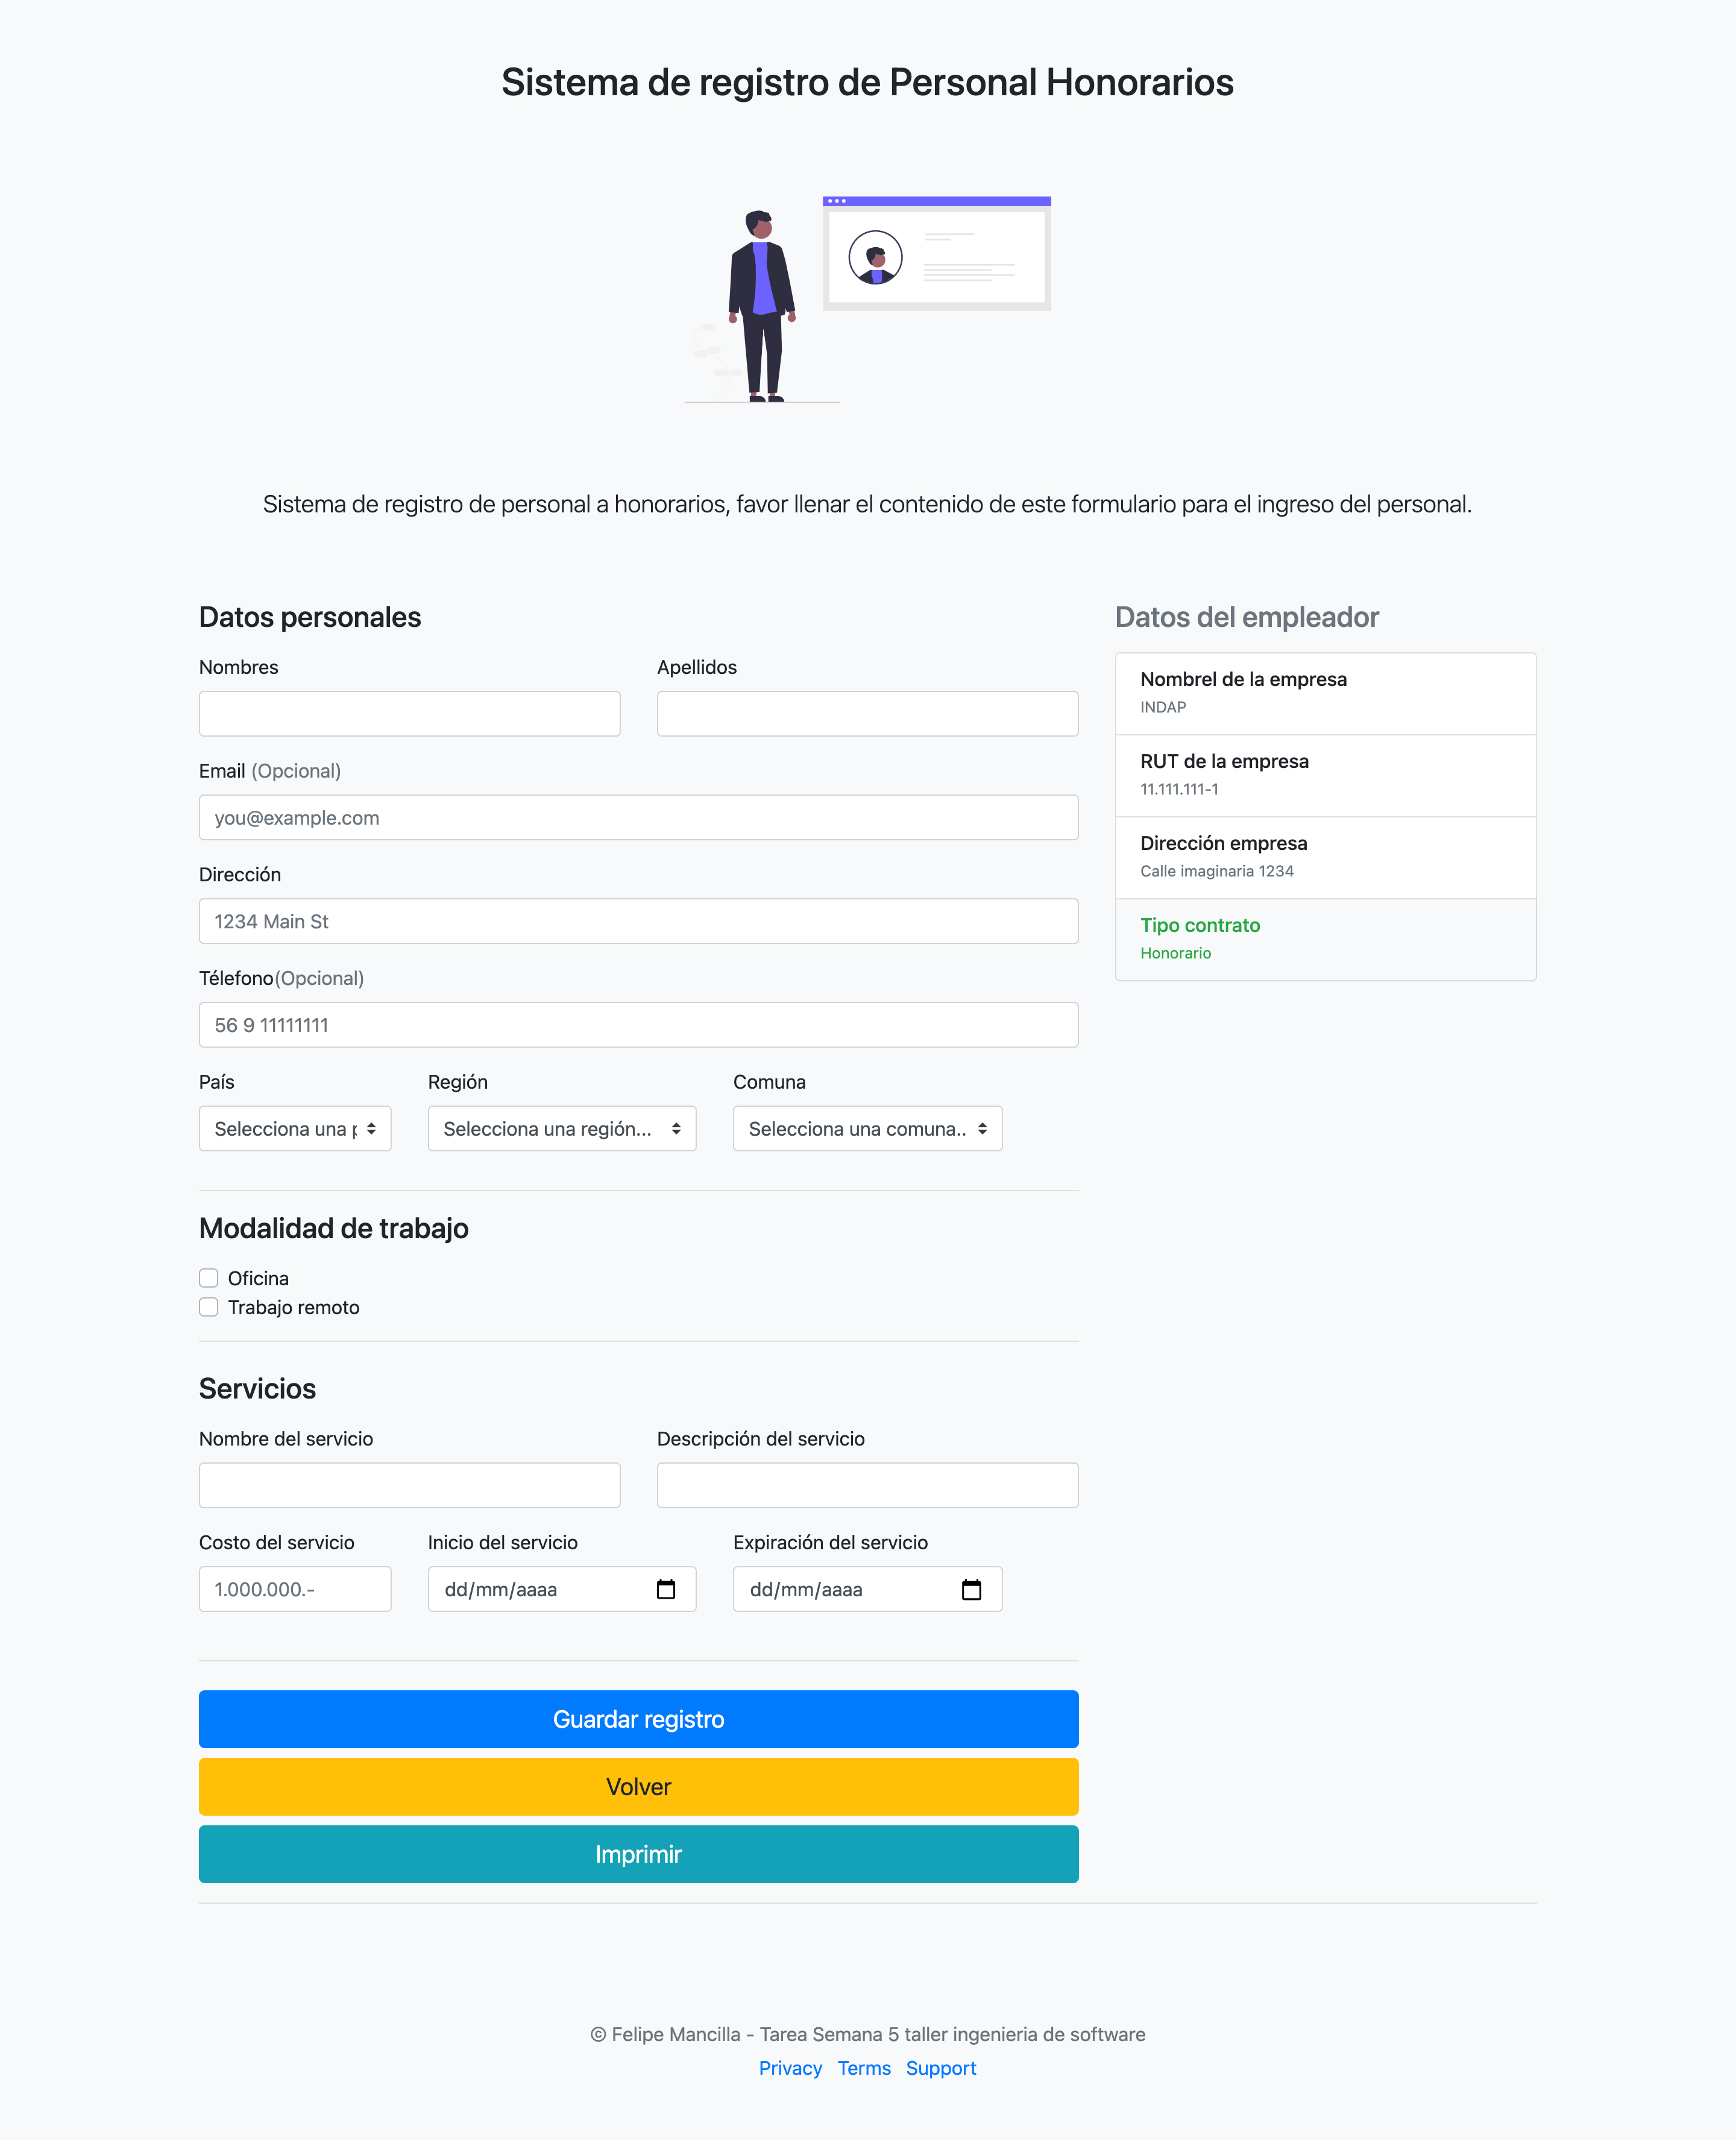 Sistema de registro de Personal Honorarios
Sistema de registro de personal a honorarios, favor llenar el contenido de este formulario para el ingreso del personal.
Datos personales
Nombres
Apellidos
Email (Opcional)
you@example.com
Dirección
1234 Main St
Télefono(Opcional)
56 9 11111111
País
Región
Comuna
Selecciona una p
Selecciona una región...
Selecciona una comuna..
Modalidad de trabajo
Oficina
Trabajo remoto
Servicios
Nombre del servicio
Descripción del servicio
Costo del servicio
Inicio del servicio
Expiración del servicio
1.000.000.-
dd/mm/aaaa
dd/mm/aaaa
Guardar registro
Volver
Imprimir
Datos del empleador
Nombrel de la empresa
INDAP
RUT de la empresa
11.111.111-1
Dirección empresa
Calle imaginaria 1234
Tipo contrato
Honorario
© Felipe Mancilla - Tarea Semana 5 taller ingenieria de software
Privacy Terms Support